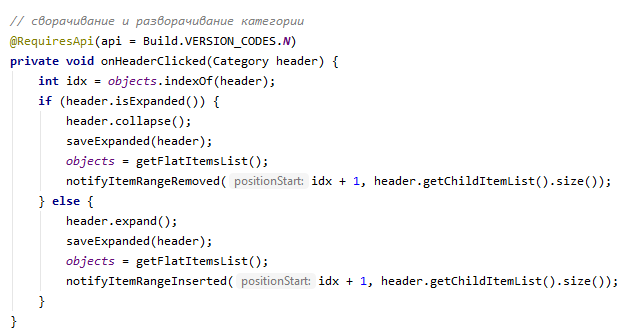 // сворачивание и разворачивание категории
@RequiresApi(api = Build.VERSION_CODES.N)
private void onHeaderClicked(Category header) {
int idx = objects.indexOf(header);
if (header.isExpanded()) {
header.collapse();
saveExpanded(header);
objects = getFlatItemsList();
notifyItemRangeRemoved( positionStart: idx + 1, header.getChildItemList().size());
} else {
header.expand();
saveExpanded(header);
objects = getFlatItemsList();
notifyItemRangeInserted( positionStart: idx + 1, header.getChildItemList().size());
}
}